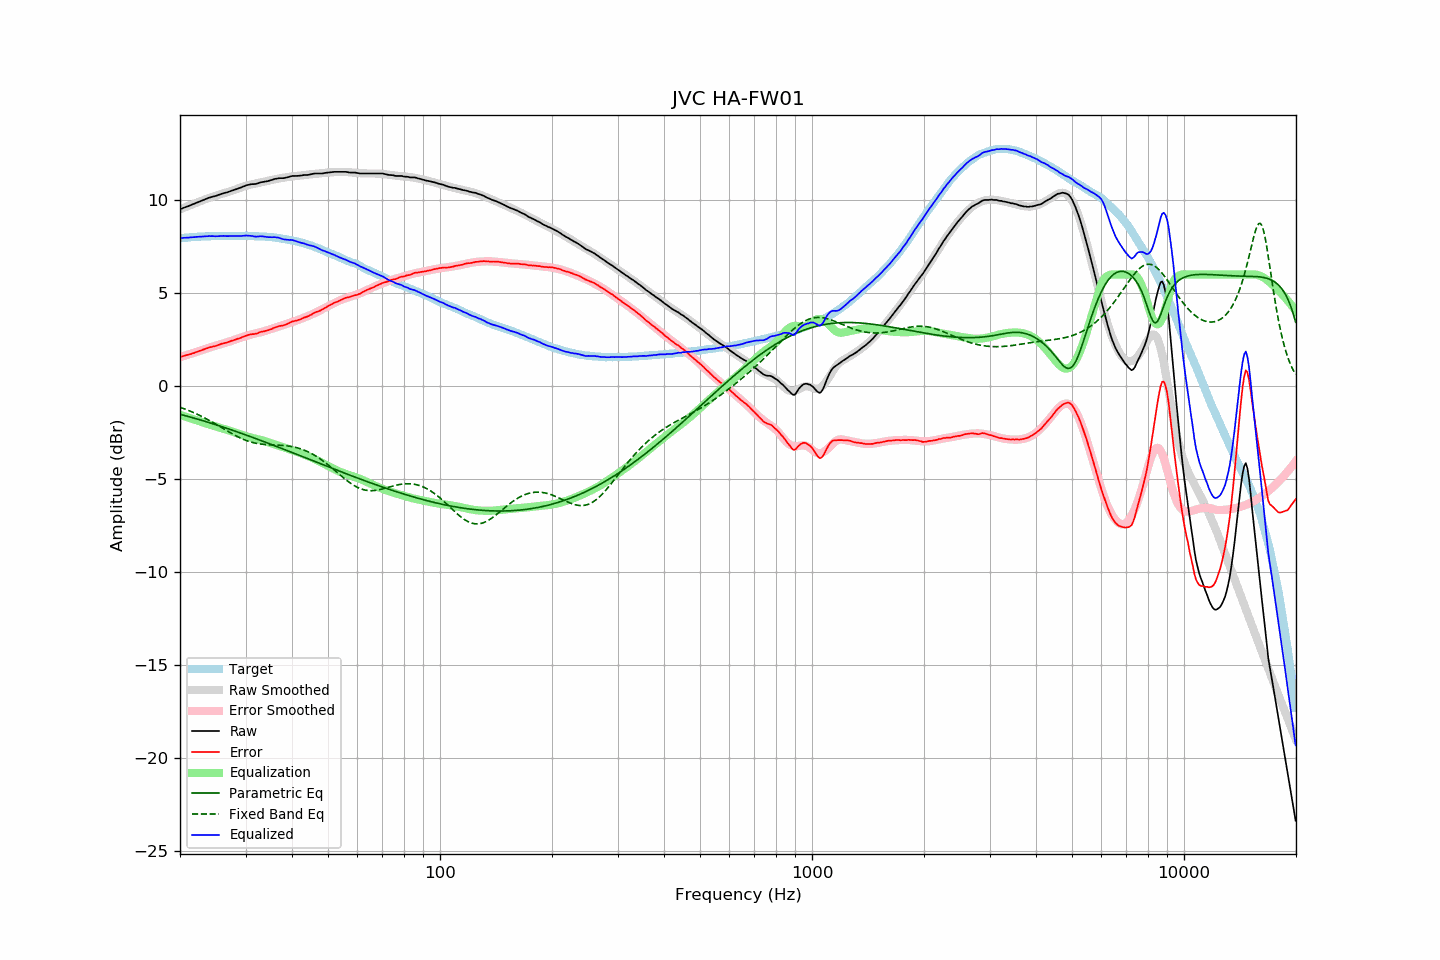 JVC HA-FW01
Amplitude (dBr)
10
5
0
−5
−10
−15
−20
−25
Target
Raw Smoothed
Error Smoothed
Raw
Error
Equalization
Parametric Eq
Fixed Band Eq
Equalized
100
1000
10000
Frequency (Hz)